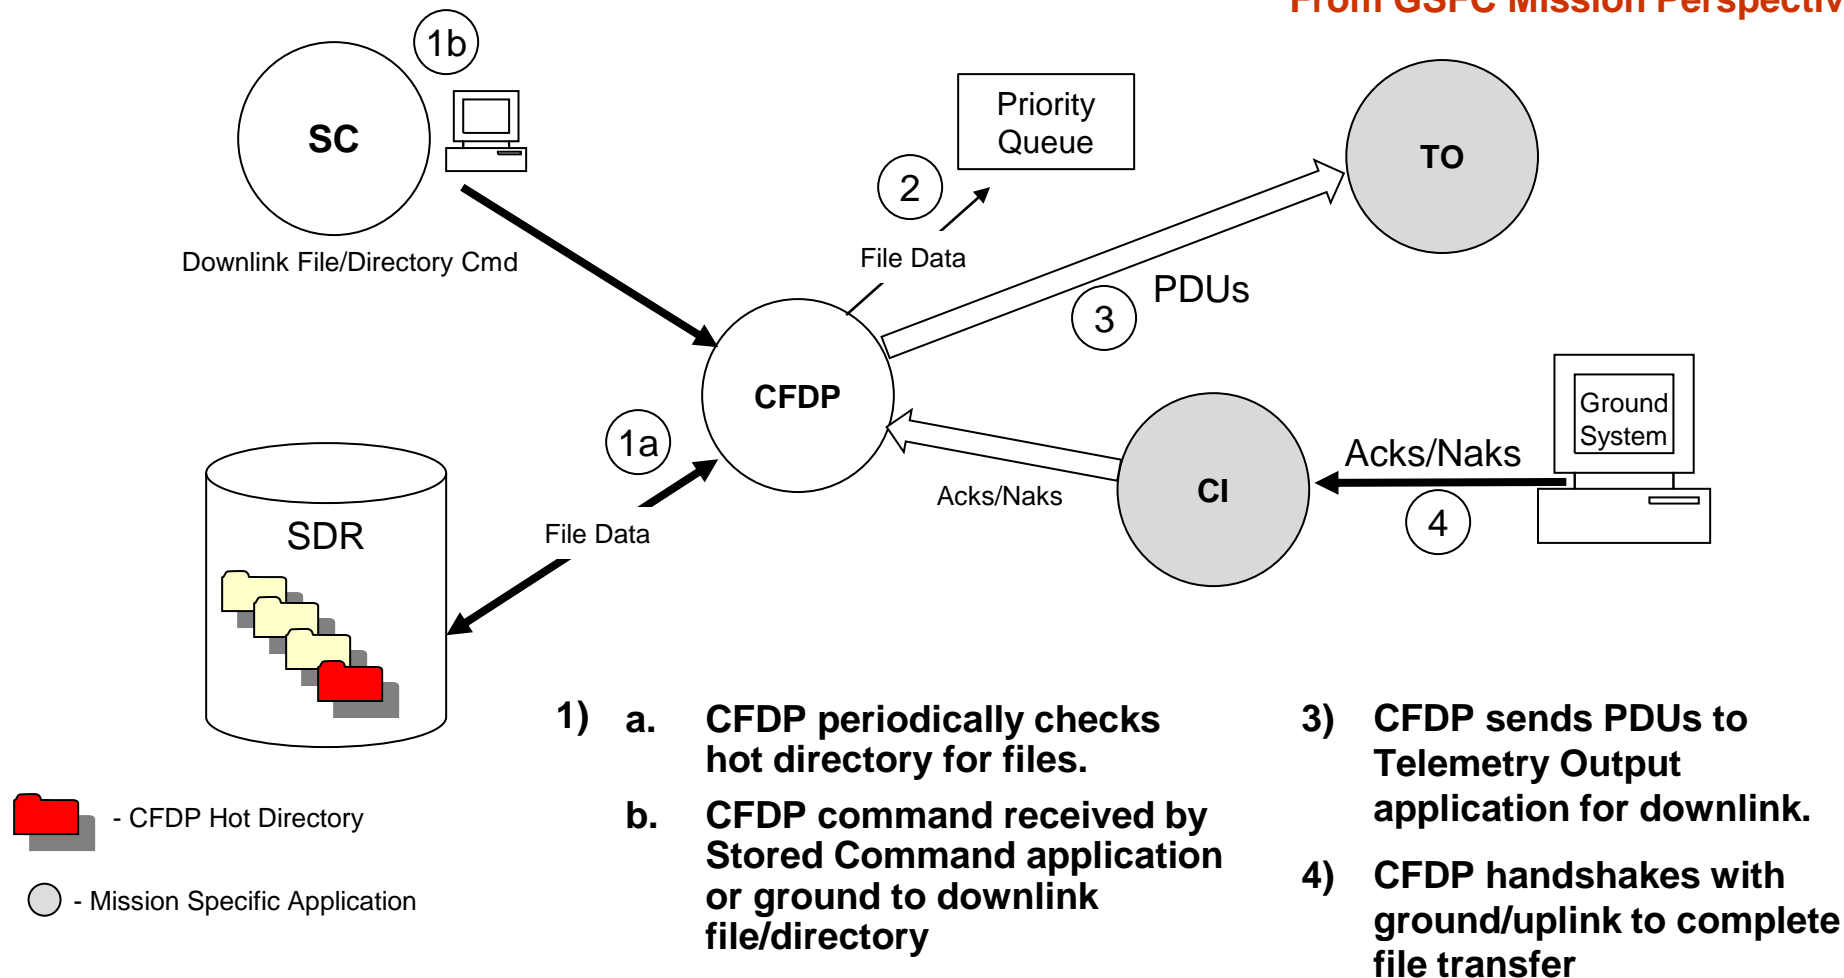 From GSFC Mission Perspectiv
1b
SC
Downlink File/Directory Cmd
Priority
Queue
2
File Data
TO
PDUs
3
CFDP
1a
File Data
SDR
Acks/Naks
CI
Acks/Naks
4
Ground
System
- CFDP Hot Directory
- Mission Specific Application
1) a. CFDP periodically checks
hot directory for files.
b. CFDP command received by
Stored Command application
or ground to downlink
file/directory
3) CFDP sends PDUs to
Telemetry Output
application for downlink.
4) CFDP handshakes with
ground/uplink to complete
file transfer